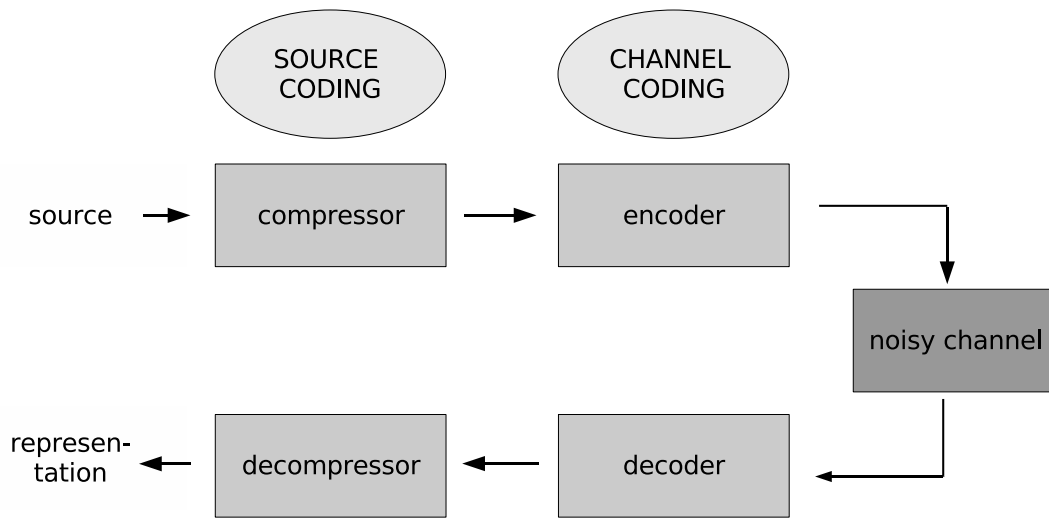 SOURCE
CODING
CHANNEL
CODING
source
compressor
encoder
noisy channel
represen-
tation
decompressor
decoder